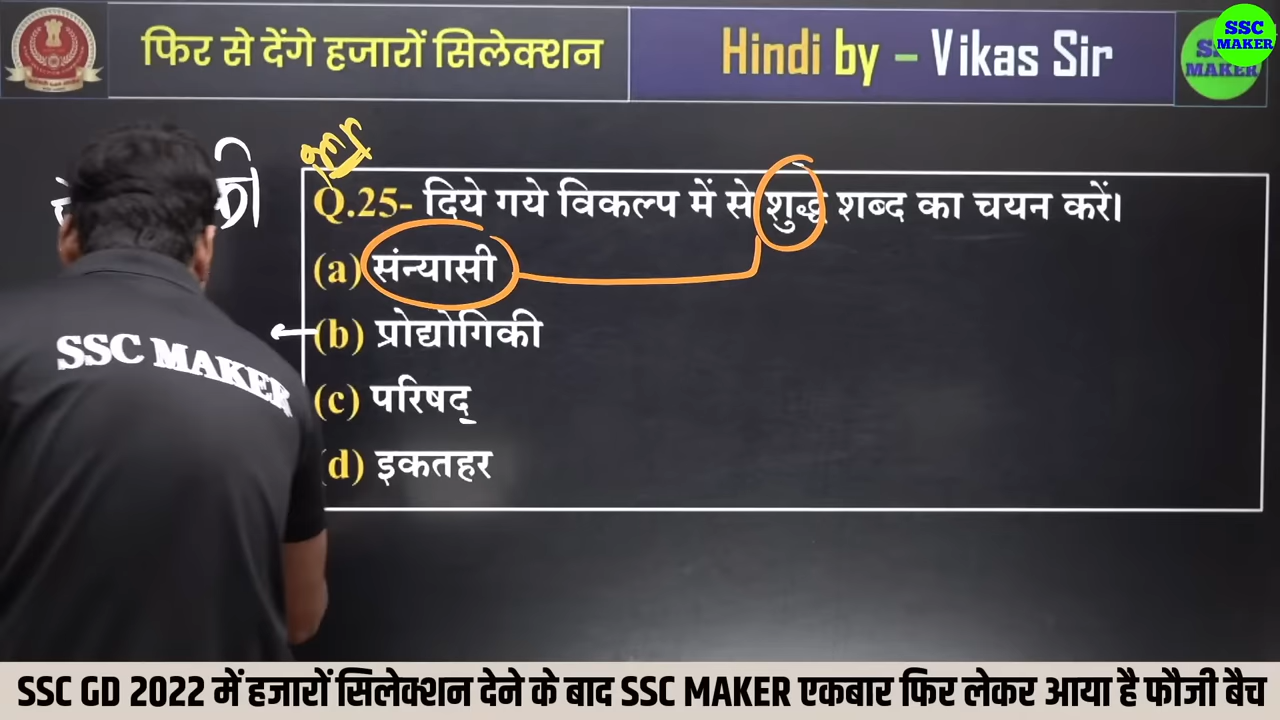 फिर से देंगे हजारों सिलेक्शन
Hindi by – Vikas Sir
SSC
MAKER
Q.25- दिये गये विकल्प में से शुद्ध शब्द का चयन करें।
(a) संन्यासी
(b) प्रोद्योगिकी
(c) परिषद्
(d) इकतहर
SSC MAKER
SSC GD 2022 में हजारों सिलेक्शन देने के बाद SSC MAKER एकबार फिर लेकर आया है फौजी बैच